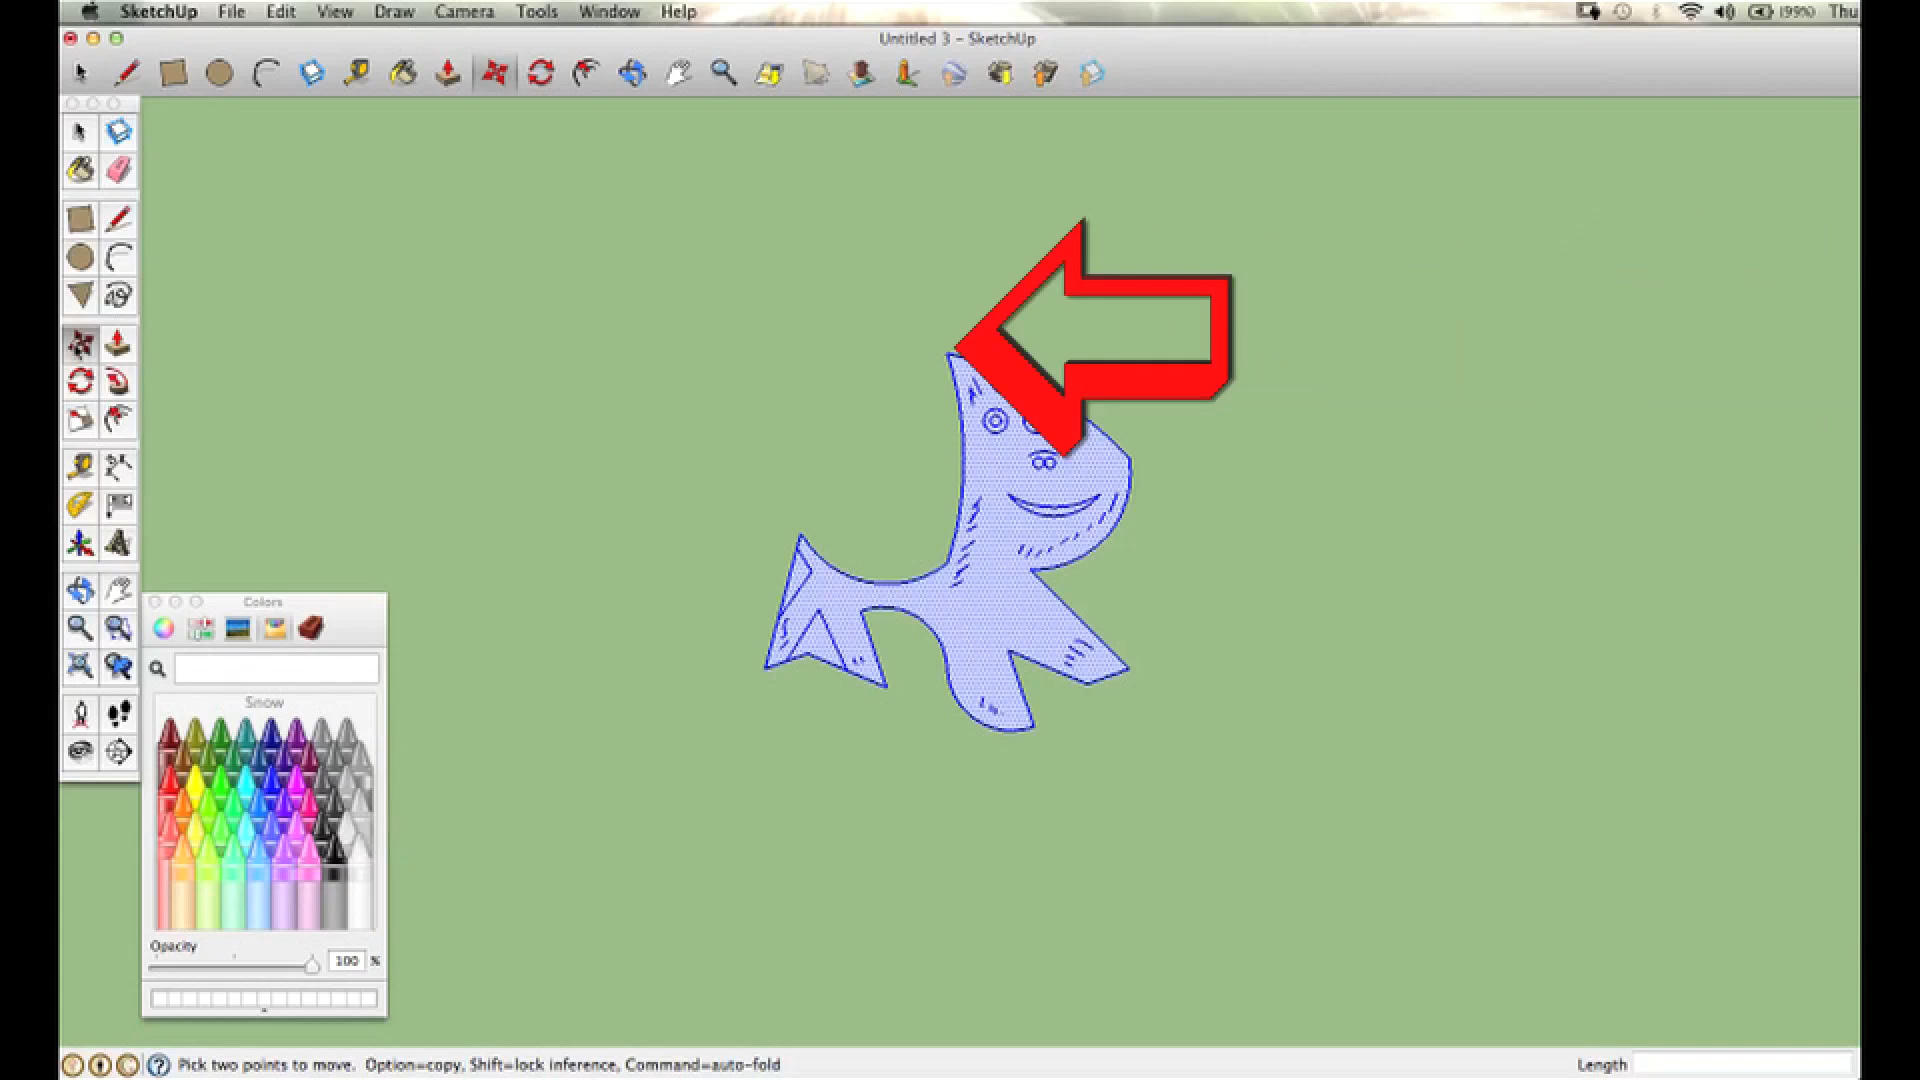 SketchUp File Edit View Draw Camera Tools Window Help Thu
Untitled 3 – SketchUp
Colors
Snow
Opacity
100 %
Pick two points to move. Option=copy, Shift=lock inference, Command=auto-fold
Length